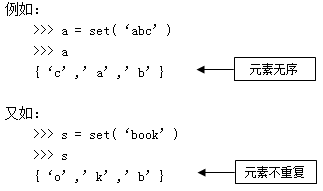 例如：
>>> a = set( ‘abc’ )
>>> a
{ ‘c’ , ’ a’ , ’ b’ }
元素无序
又如：
>>> s = set( ‘book’ )
>>> s
{ ‘o’ , ’ k’ , ’ b’ }
元素不重复